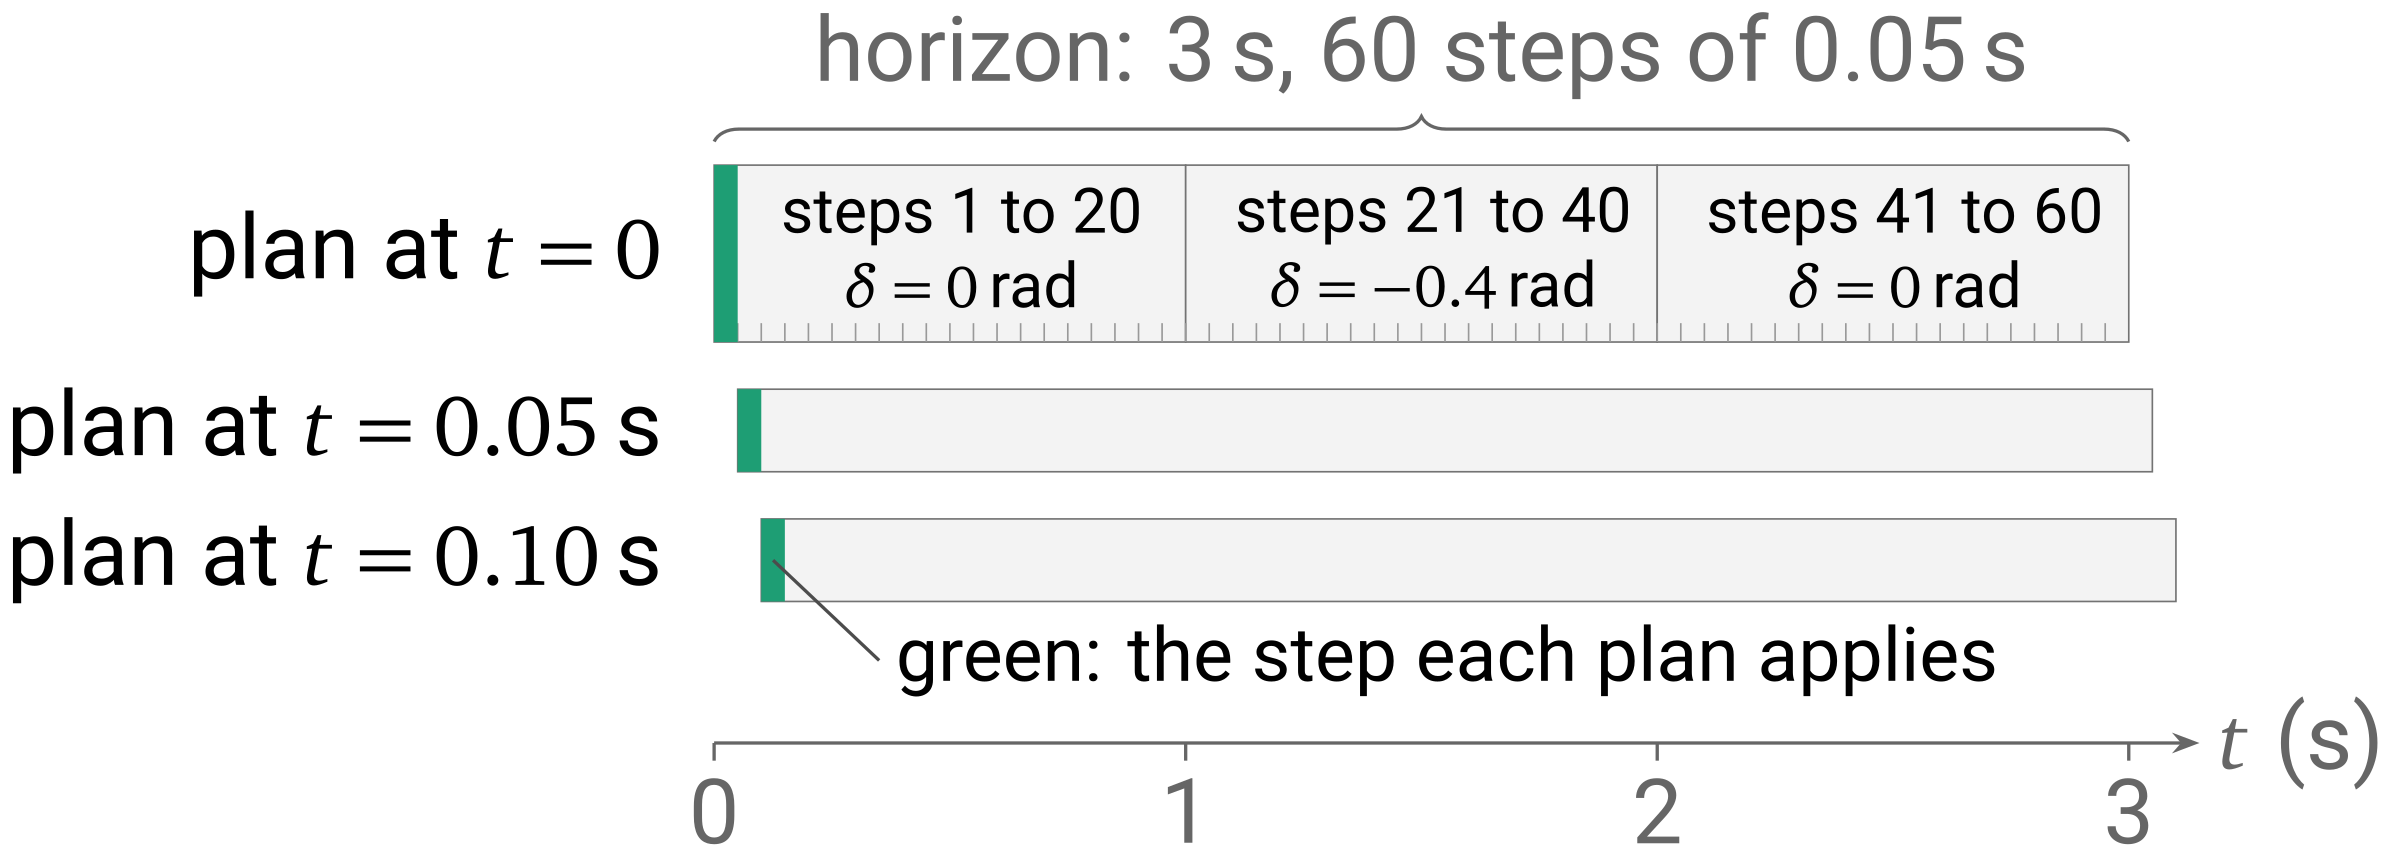 horizon: 3 s, 60 steps of 0.05 s
plan at t = 0
steps 1 to 20
δ = 0 rad
steps 21 to 40
δ = −0.4 rad
steps 41 to 60
δ = 0 rad
plan at t = 0.05 s
plan at t = 0.10 s
green: the step each plan applies
t (s)
0 1 2 3